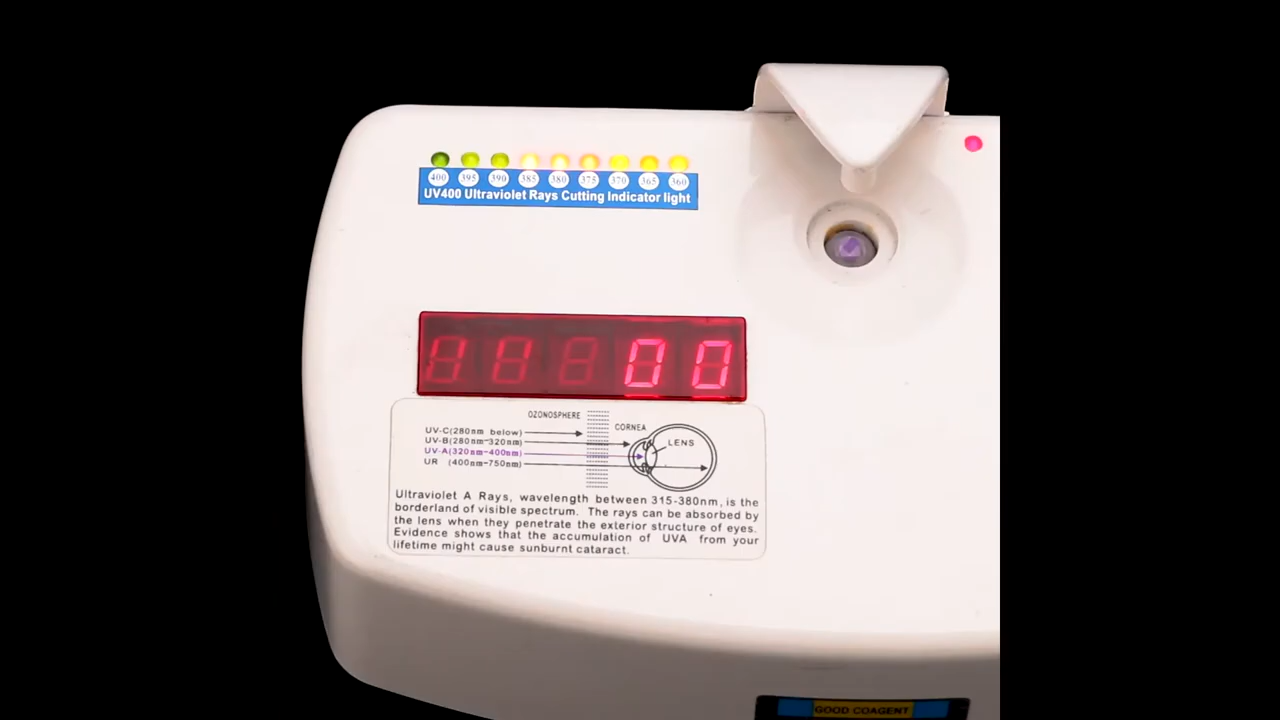 400 395 390 385 380 375 370 365 360
UV400 Ultraviolet Rays Cutting Indicator light
00
OZONOSPHERE
CORNEA
LENS
UV-C(280nm below)
UV-B(280nm-320nm)
UV-A(320nm-400nm)
UR (400nm-750nm)
Ultraviolet A Rays, wavelength between 315-380nm, is the
borderland of visible spectrum. The rays can be absorbed by
the lens when they penetrate the exterior structure of eyes.
Evidence shows that the accumulation of UVA from your
lifetime might cause sunburnt cataract.
GOOD COAGENT